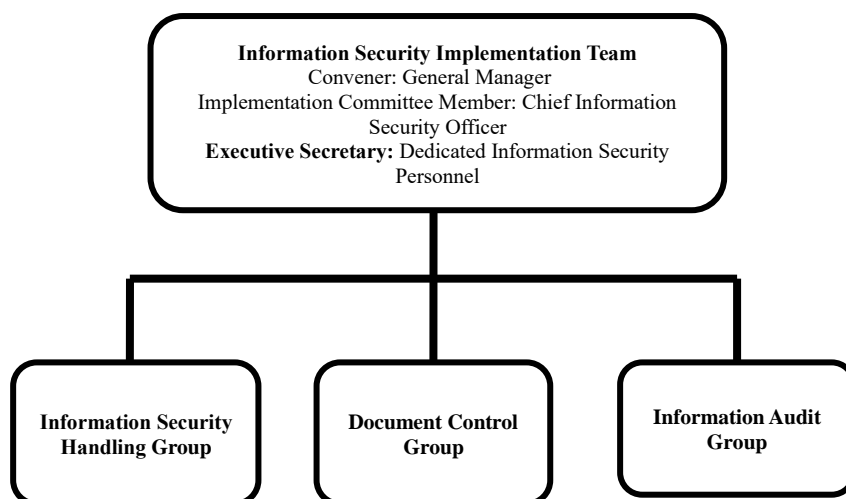 Information Security Implementation Team
Convener: General Manager
Implementation Committee Member: Chief Information
Security Officer
Executive Secretary: Dedicated Information Security
Personnel
Information Security
Handling Group
Document Control
Group
Information Audit
Group